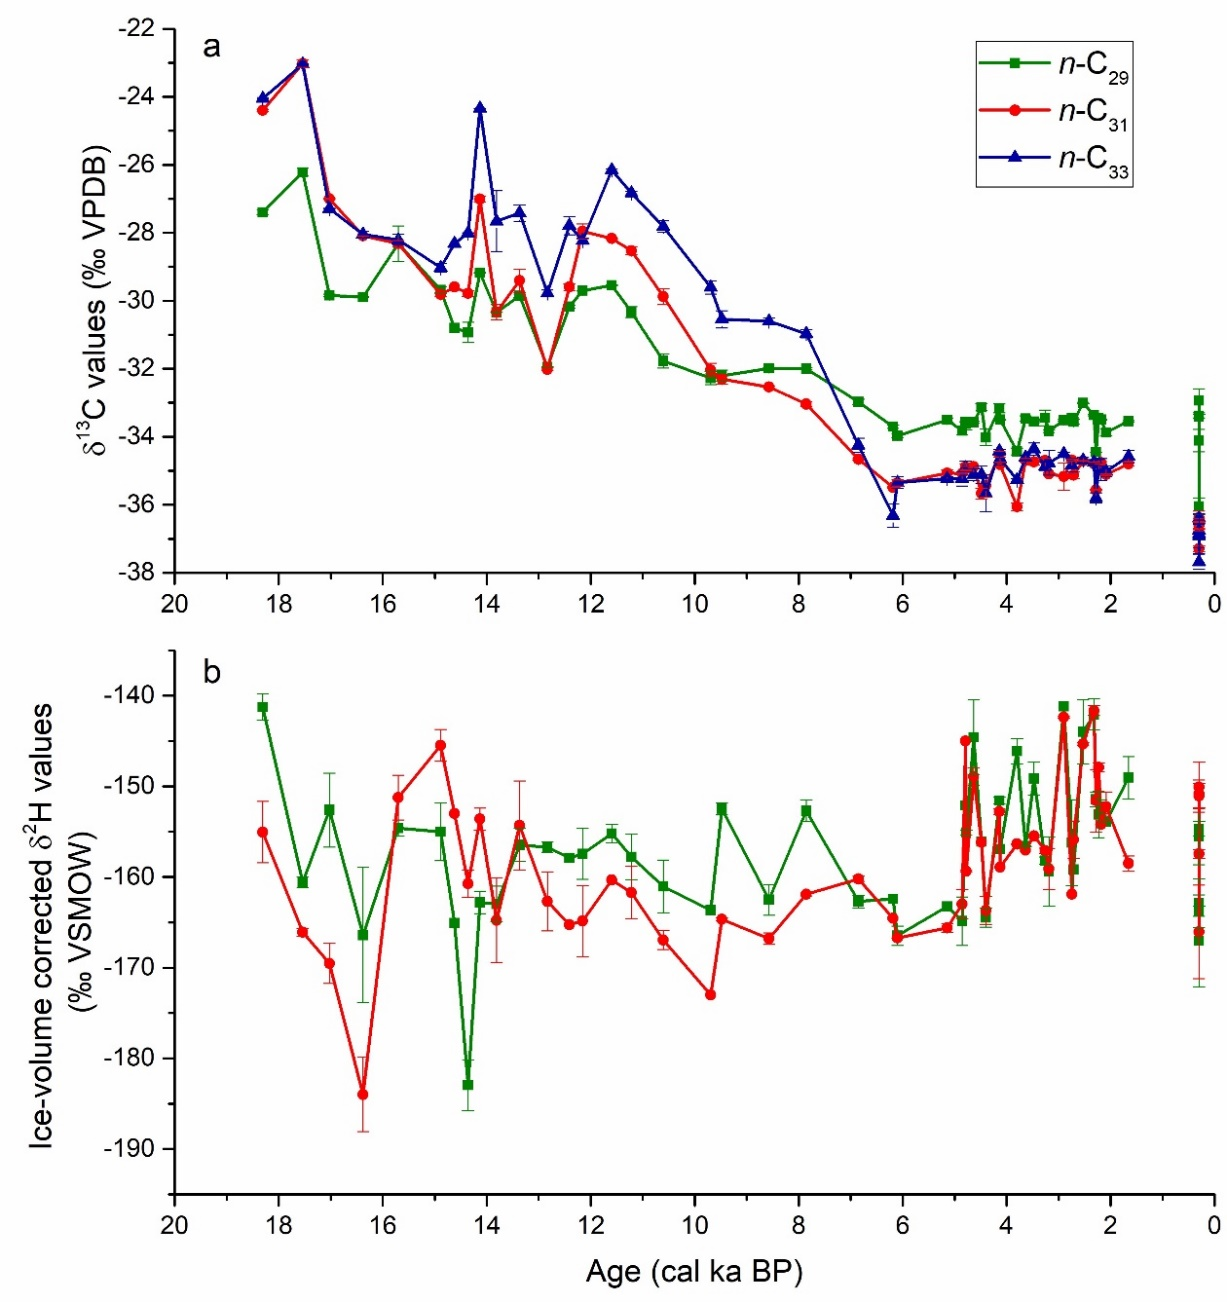 a
n-C29
n-C31
n-C33
δ13C values (‰ VPDB)
-22
-24
-26
-28
-30
-32
-34
-36
-38
20 18 16 14 12 10 8 6 4 2 0
b
Ice-volume corrected δ2H values
(‰ VSMOW)
-140
-150
-160
-170
-180
-190
20 18 16 14 12 10 8 6 4 2 0
Age (cal ka BP)